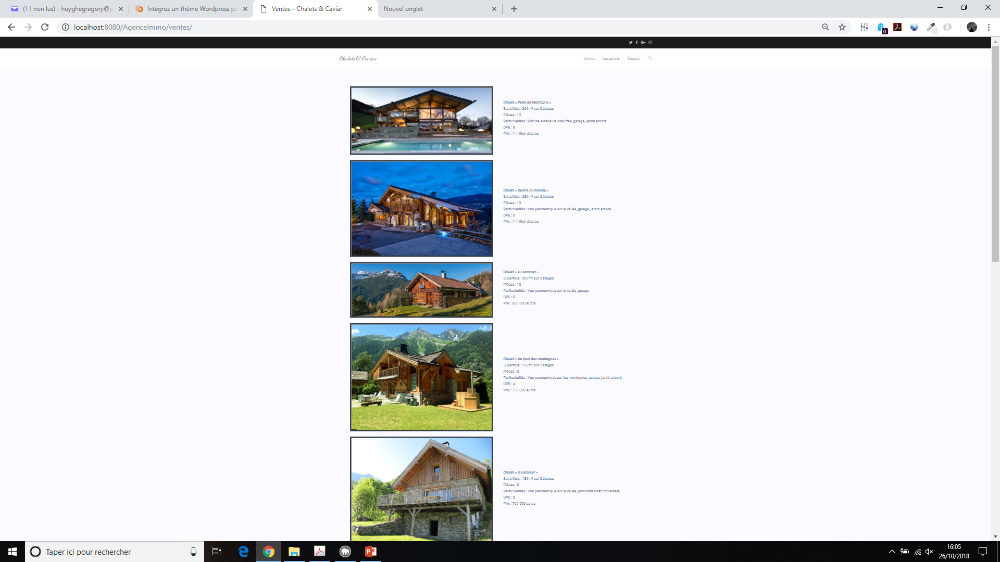 (11 non lus) - huyghegregory@y
Intégrez un thème Wordpress po
Ventes – Chalets & Caviar
Nouvel onglet
localhost:8080/AgenceImmo/ventes/
0
Chalets & Caviar
Ventes
Locations
Contact
Chalet « Perle de Montagne »
Superficie : 300m² sur 2 étages
Pièces : 12
Particularités : Piscine extérieure chauffée, garage, jardin arboré
DPE : B
Prix : 1 million d'euros
Chalet « Centre du monde »
Superficie : 250m² sur 2 étages
Pièces : 12
Particularités : Vue panoramique sur la vallée, garage, jardin arboré
DPE : B
Prix : 1 million d'euros
Chalet « au sommet »
Superficie : 200m² sur 2 étages
Pièces : 10
Particularités : Vue panoramique sur la vallée, garage
DPE : B
Prix : 850 000 euros
Chalet « Au pied des montagnes »
Superficie : 150m² sur 2 étages
Pièces : 5
Particularités : Vue panoramique sur les montagnes, garage, jardin arboré
DPE : A
Prix : 750 000 euros
Chalet « le perchoir »
Superficie : 150m² sur 2 étages
Pièces : 8
Particularités : Vue panoramique sur la vallée, proximité forêt immédiate
DPE : B
Prix : 700 000 euros
Taper ici pour rechercher
16:05
26/10/2018